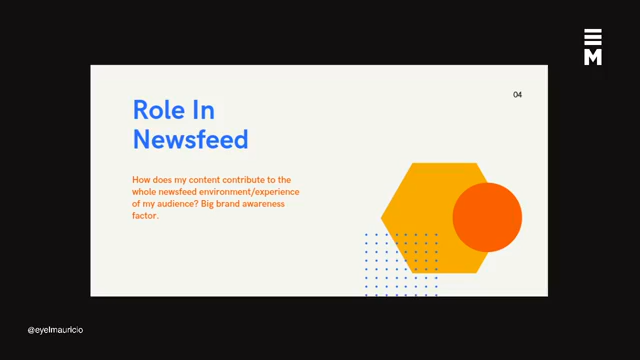 M
04
Role In
Newsfeed
How does my content contribute to the
whole newsfeed environment/experience
of my audience? Big brand awareness
factor.
@eyelmauricio